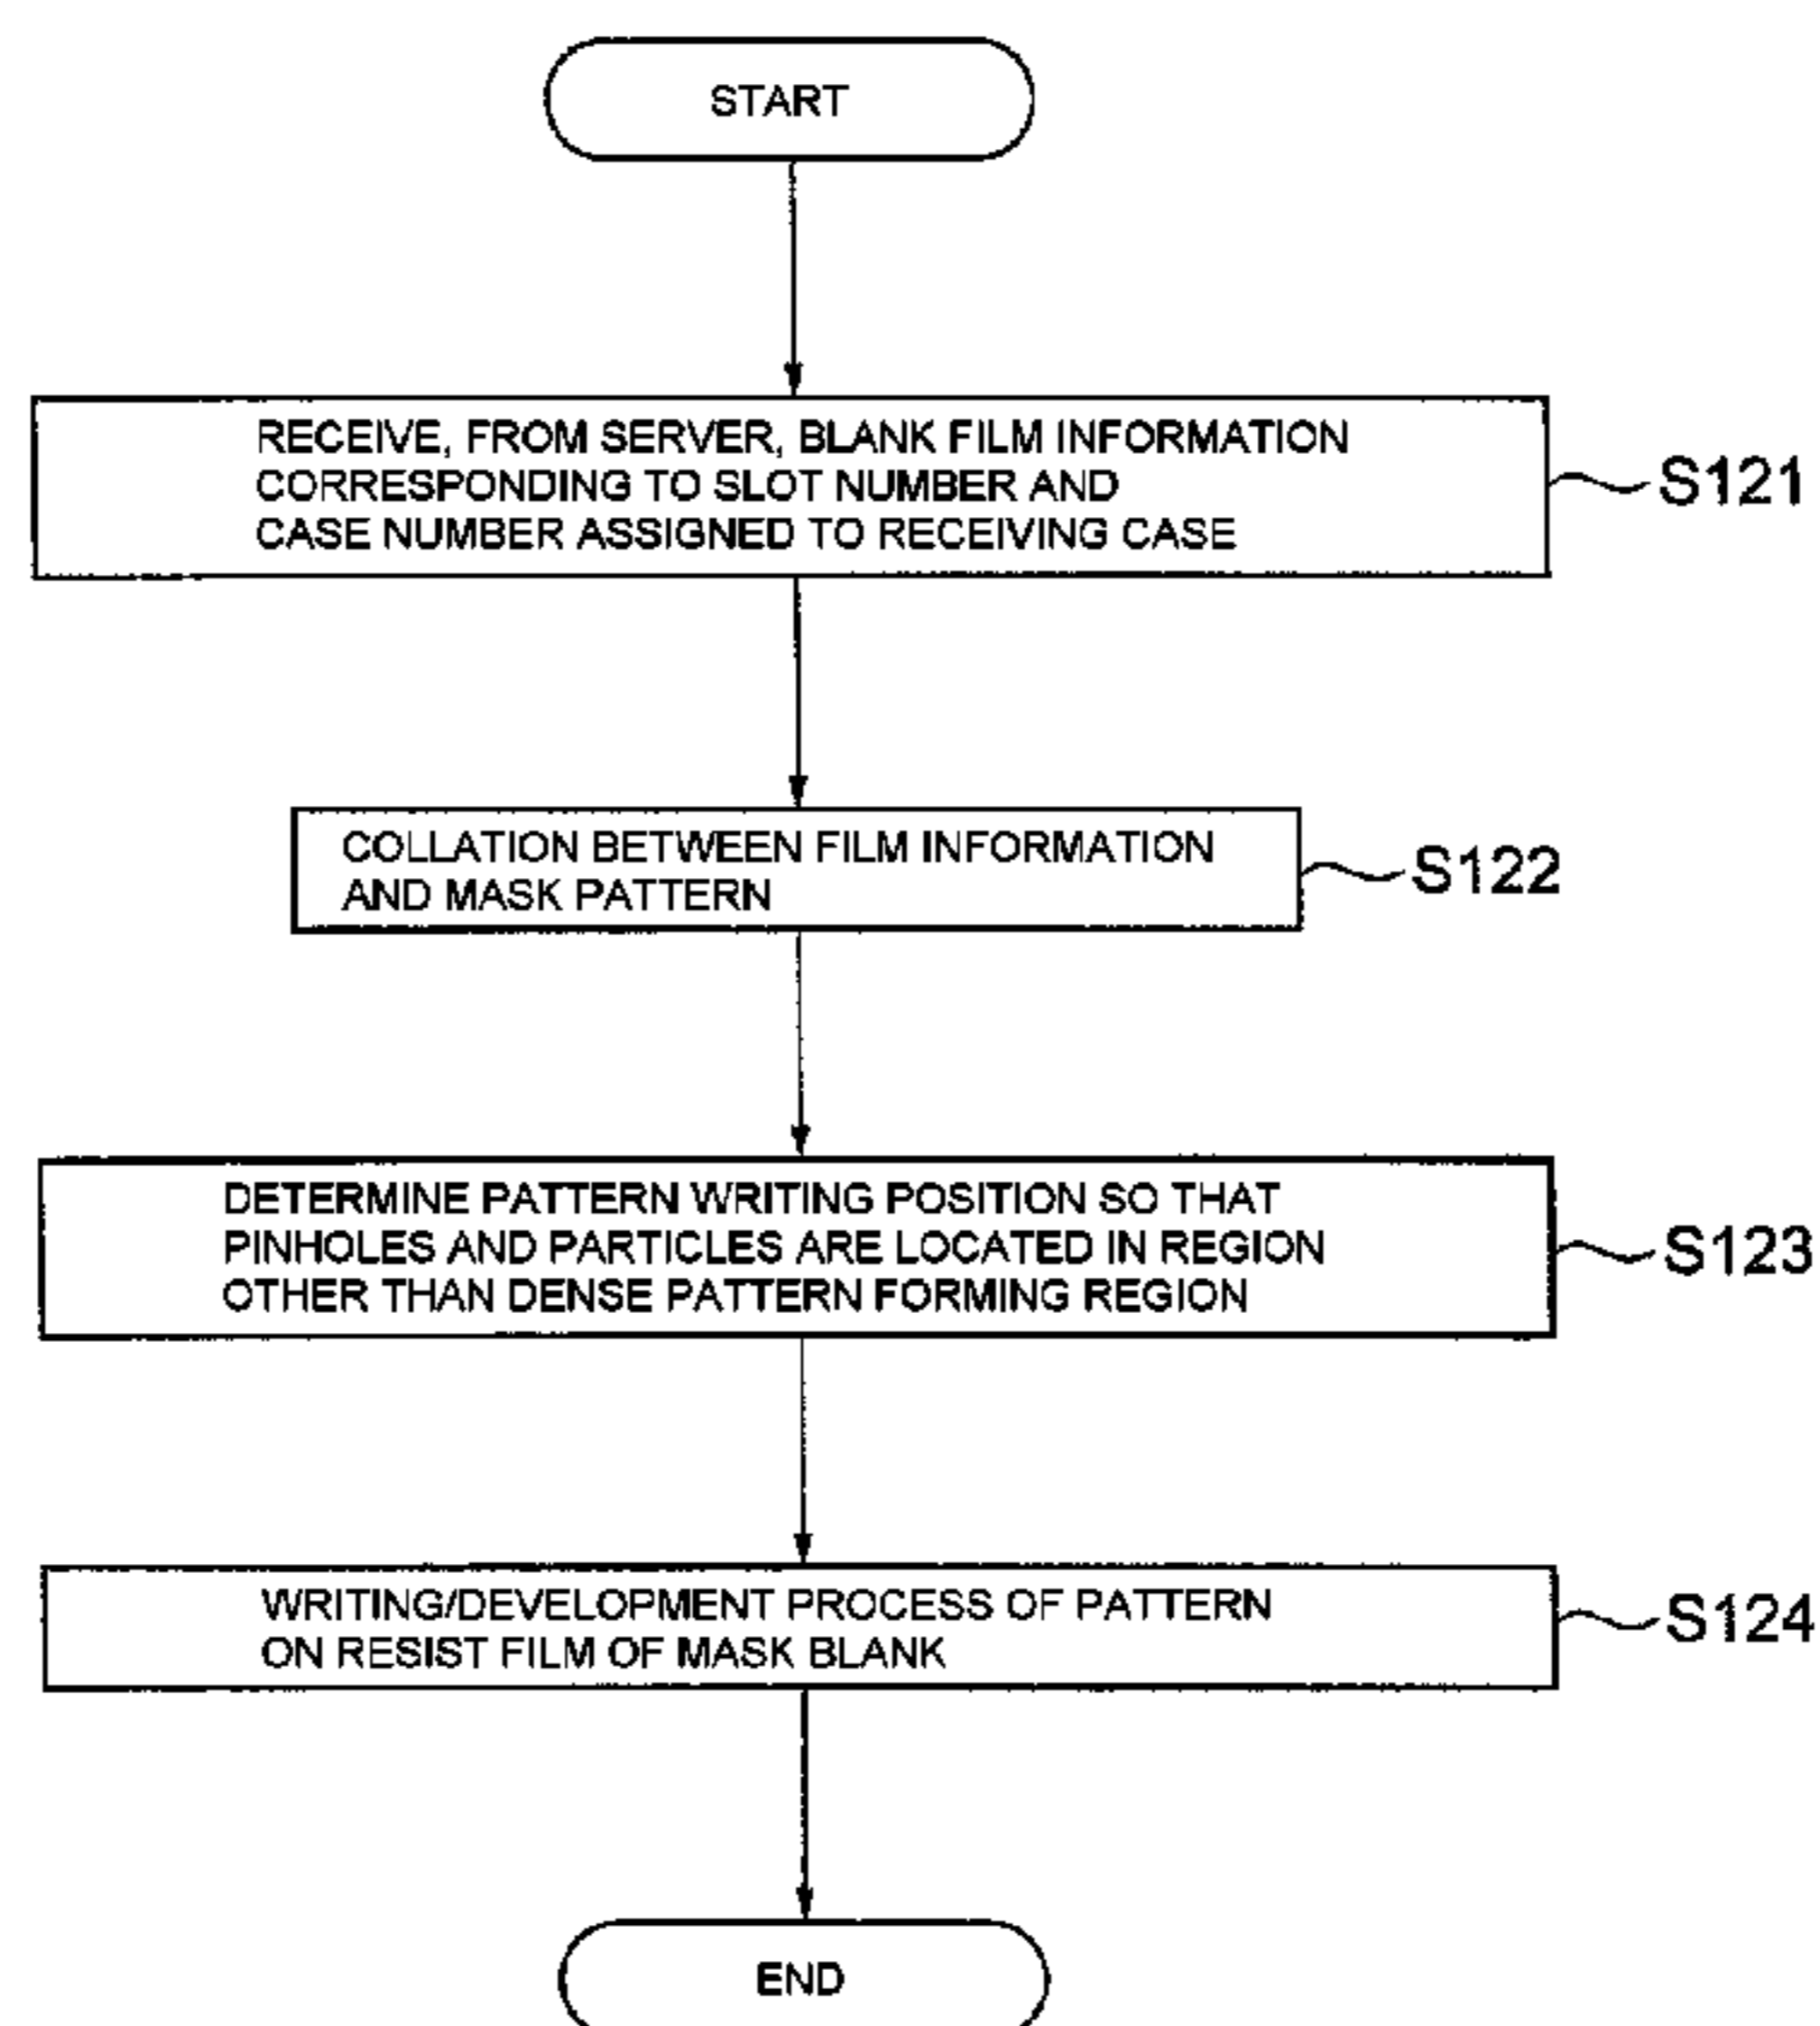 START
RECEIVE, FROM SERVER, BLANK FILM INFORMATION
CORRESPONDING TO SLOT NUMBER AND
CASE NUMBER ASSIGNED TO RECEIVING CASE
S121
COLLATION BETWEEN FILM INFORMATION
AND MASK PATTERN
S122
DETERMINE PATTERN WRITING POSITION SO THAT
PINHOLES AND PARTICLES ARE LOCATED IN REGION
OTHER THAN DENSE PATTERN FORMING REGION
S123
WRITING/DEVELOPMENT PROCESS OF PATTERN
ON RESIST FILM OF MASK BLANK
S124
END